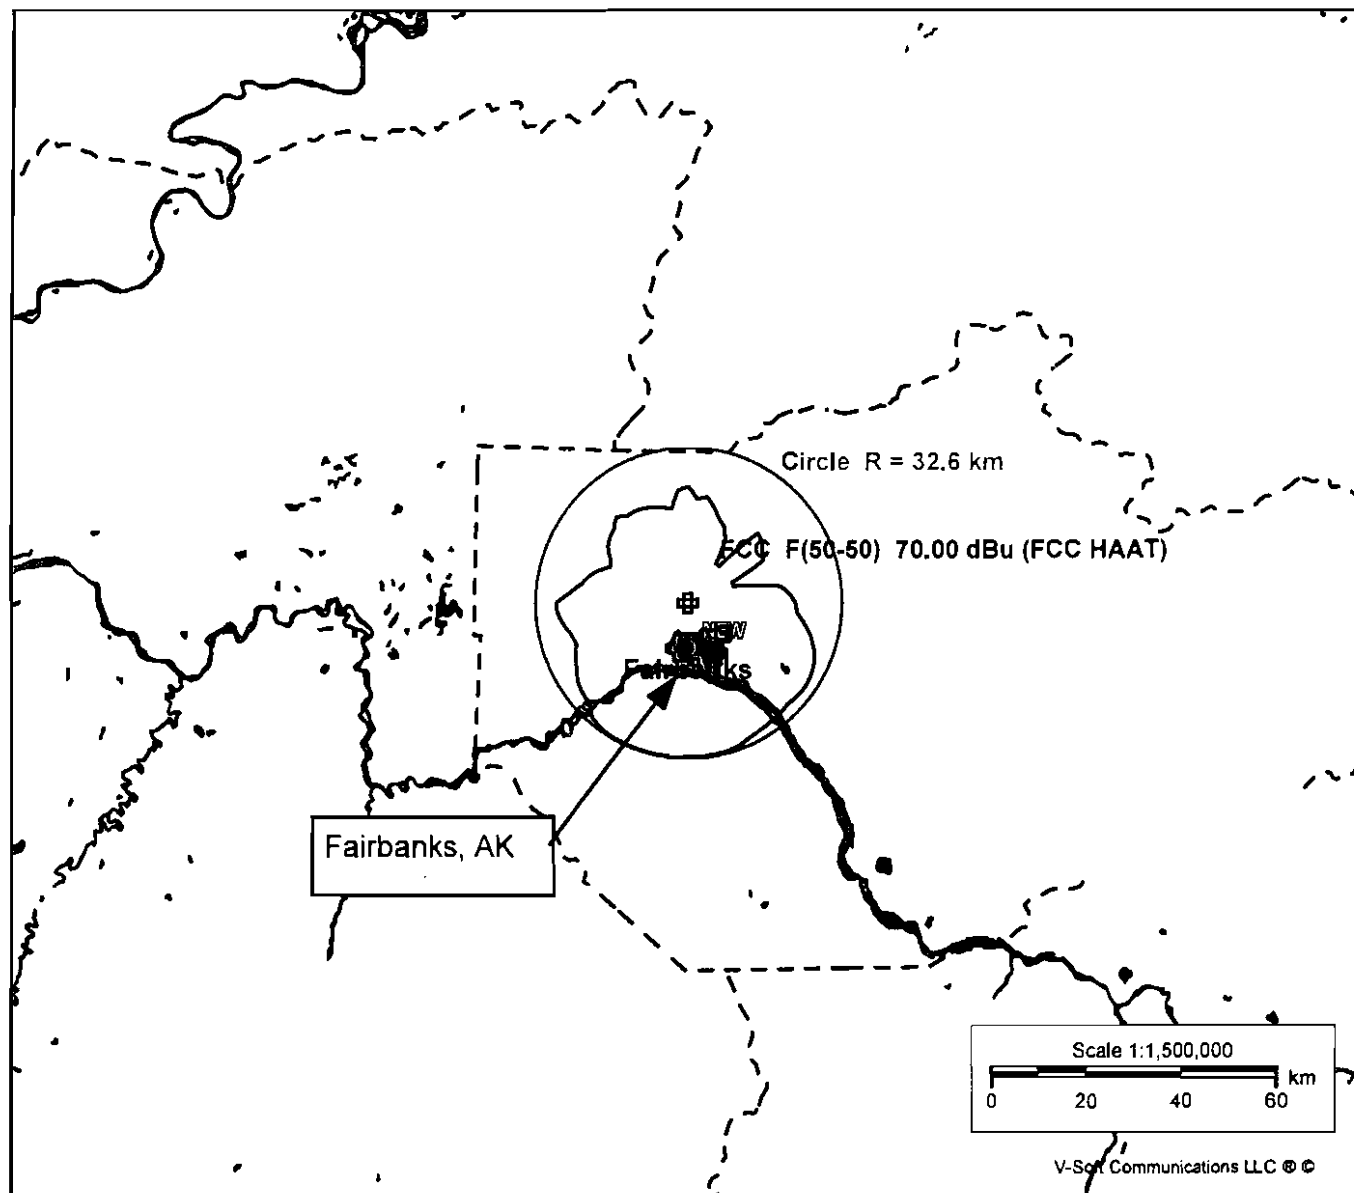 Circle R = 32.6 km
FCC F(50-50) 70.00 dBu (FCC HAAT)
NEW
Fairbanks
Fairbanks, AK
Scale 1:1,500,000
km
0 20 40 60
V-Soft Communications LLC ® ©